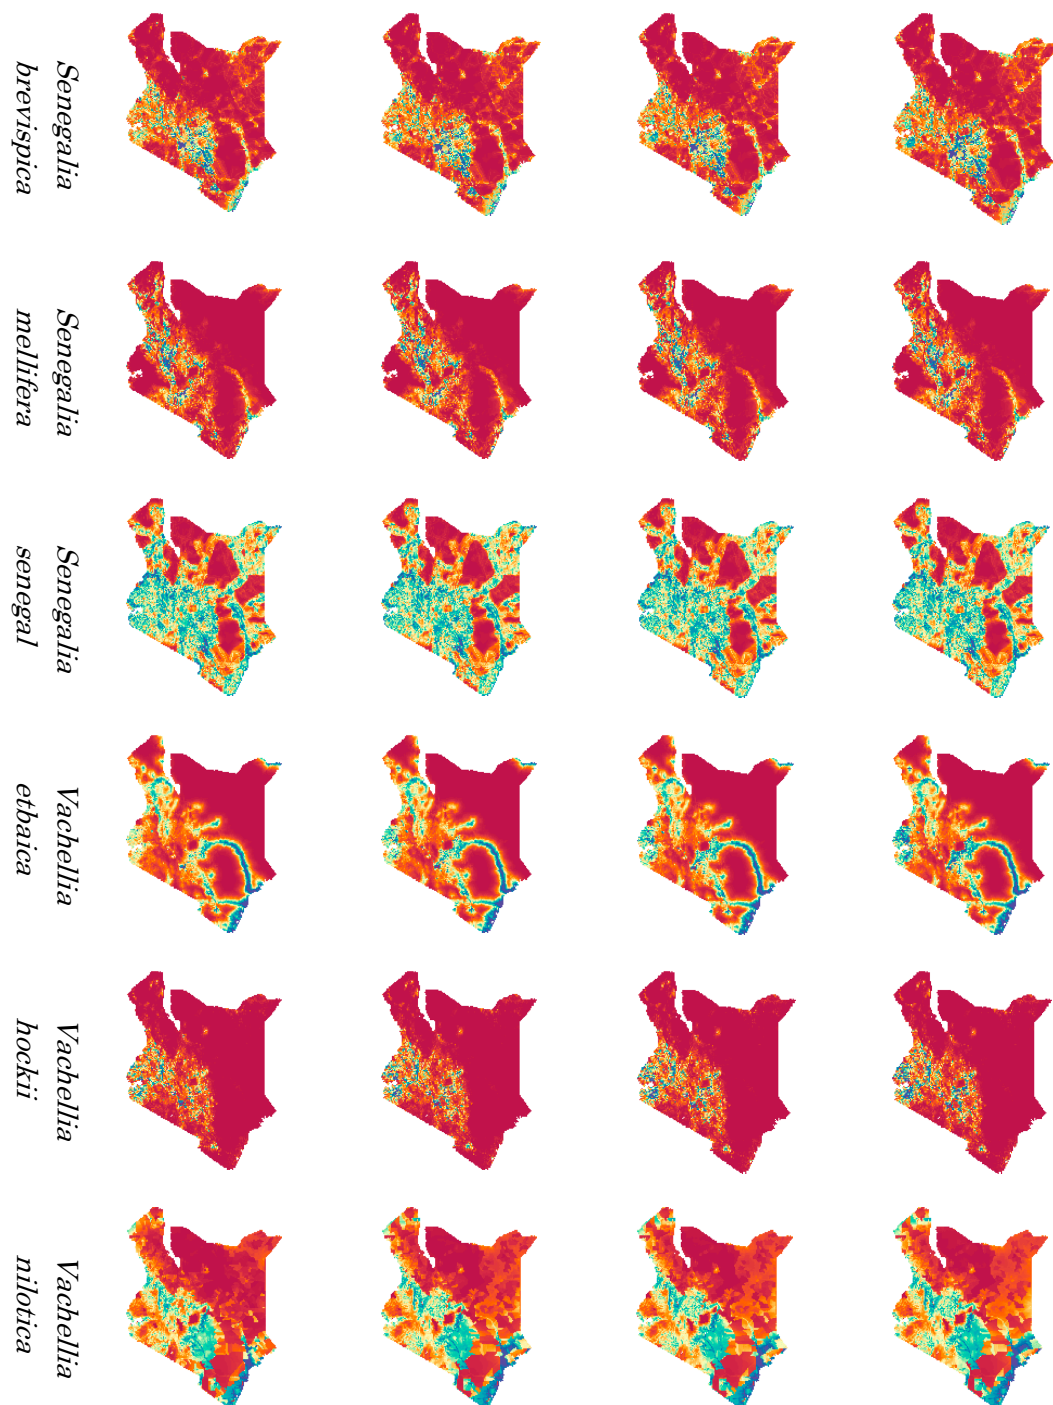 Senegalia
brevispica
Senegalia
mellifera
Senegalia
senegal
Vachellia
etbaica
Vachellia
hockii
Vachellia
nilotica